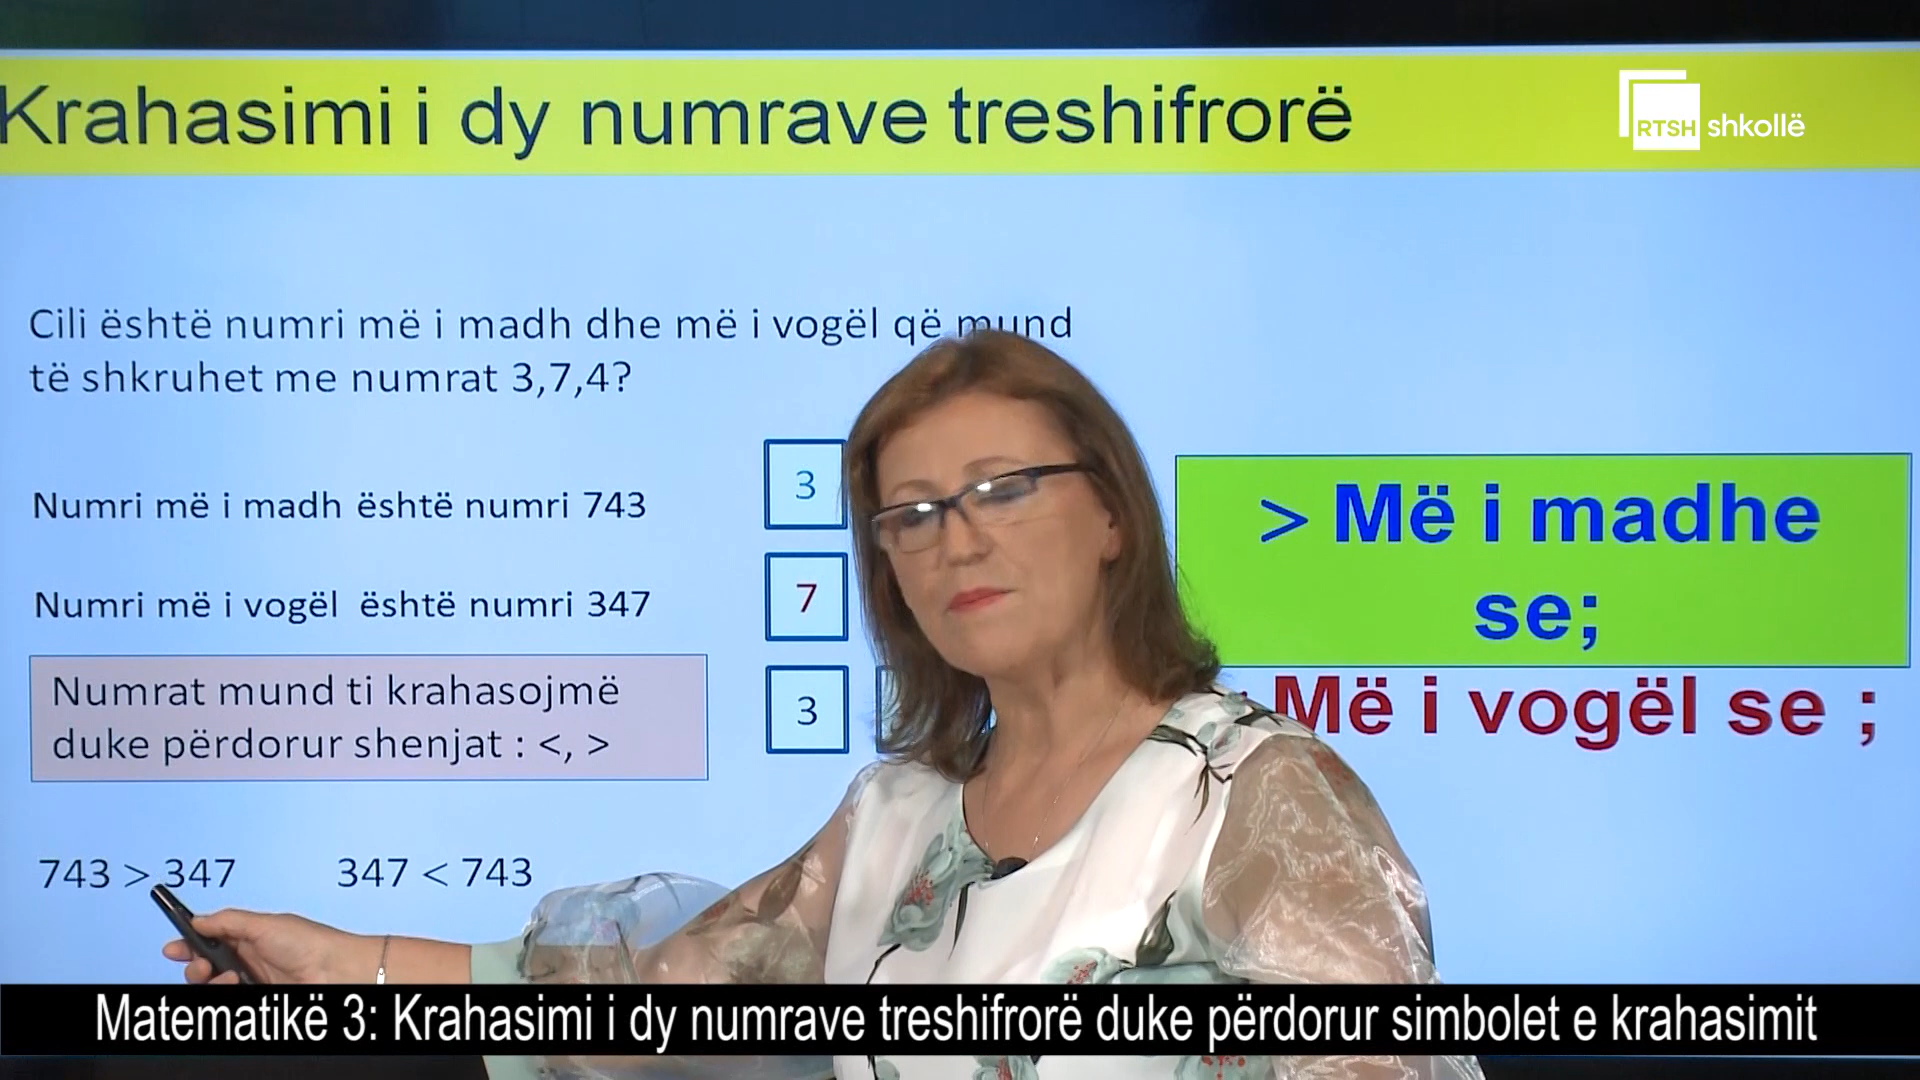 Krahasimi i dy numrave treshifrorë
RTSH shkollë
Cili është numri më i madh dhe më i vogël që mund
të shkruhet me numrat 3,7,4?
Numri më i madh është numri 743
3
Numri më i vogël është numri 347
7
3
Numrat mund ti krahasojmë
duke përdorur shenjat : <, >
743 > 347
347 < 743
> Më i madhe
se;
Më i vogël se ;
Matematikë 3: Krahasimi i dy numrave treshifrorë duke përdorur simbolet e krahasimit